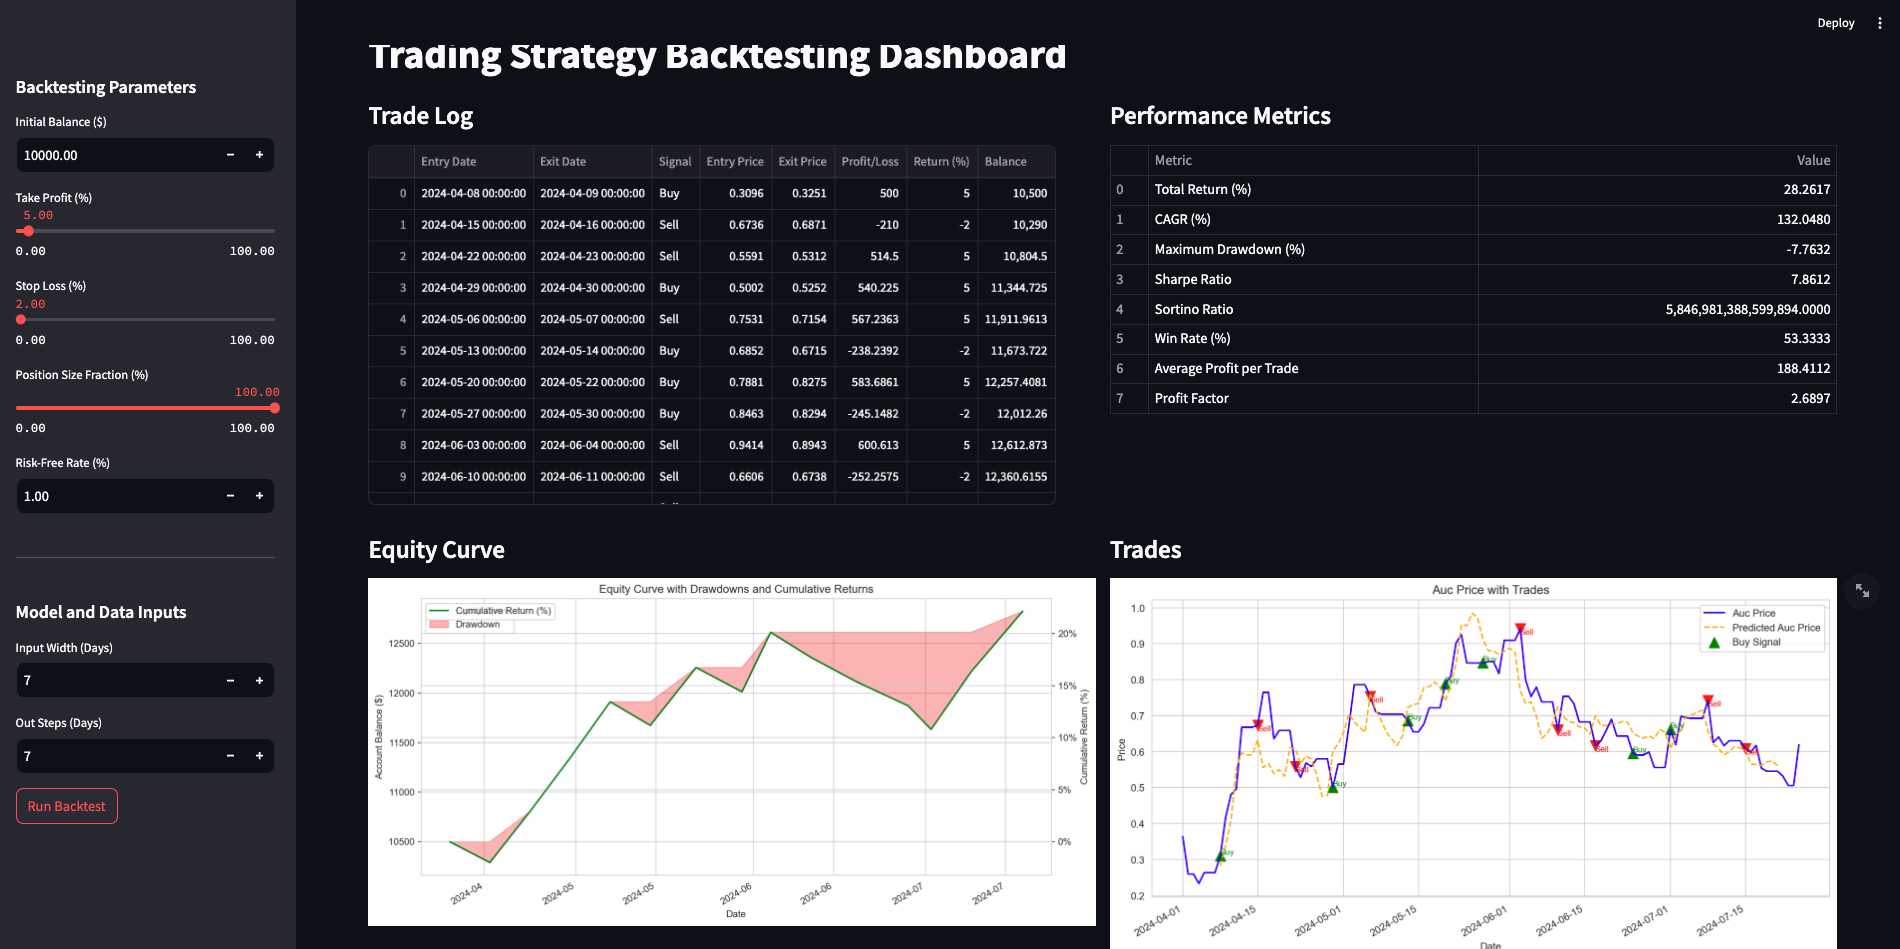 Deploy
Backtesting Parameters
Initial Balance ($)
10000.00
Take Profit (%)
5.00
0.00 100.00
Stop Loss (%)
2.00
0.00 100.00
Position Size Fraction (%)
100.00
0.00 100.00
Risk-Free Rate (%)
1.00
Model and Data Inputs
Input Width (Days)
7
Out Steps (Days)
7
Run Backtest
Trading Strategy Backtesting Dashboard
Trade Log
Entry Date Exit Date Signal Entry Price Exit Price Profit/Loss Return (%) Balance
0 2024-04-08 00:00:00 2024-04-09 00:00:00 Buy 0.3096 0.3251 500 5 10,500
1 2024-04-15 00:00:00 2024-04-16 00:00:00 Sell 0.6736 0.6871 -210 -2 10,290
2 2024-04-22 00:00:00 2024-04-23 00:00:00 Sell 0.5591 0.5312 514.5 5 10,804.5
3 2024-04-29 00:00:00 2024-04-30 00:00:00 Buy 0.5002 0.5252 540.225 5 11,344.725
4 2024-05-06 00:00:00 2024-05-07 00:00:00 Sell 0.7531 0.7154 567.2363 5 11,911.9613
5 2024-05-13 00:00:00 2024-05-14 00:00:00 Buy 0.6852 0.6715 -238.2392 -2 11,673.722
6 2024-05-20 00:00:00 2024-05-22 00:00:00 Buy 0.7881 0.8275 583.6861 5 12,257.4081
7 2024-05-27 00:00:00 2024-05-30 00:00:00 Buy 0.8463 0.8294 -245.1482 -2 12,012.26
8 2024-06-03 00:00:00 2024-06-04 00:00:00 Sell 0.9414 0.8943 600.613 5 12,612.873
9 2024-06-10 00:00:00 2024-06-11 00:00:00 Sell 0.6606 0.6738 -252.2575 -2 12,360.6155
Performance Metrics
Metric Value
0 Total Return (%) 28.2617
1 CAGR (%) 132.0480
2 Maximum Drawdown (%) -7.7632
3 Sharpe Ratio 7.8612
4 Sortino Ratio 5,846,981,388,599,894.0000
5 Win Rate (%) 53.3333
6 Average Profit per Trade 188.4112
7 Profit Factor 2.6897
Equity Curve
Equity Curve with Drawdowns and Cumulative Returns
Cumulative Return (%)
Drawdown
Account Balance ($)
12500
12000
11500
11000
10500
20%
15%
10%
5%
0%
Cumulative Return (%)
2024-04 2024-05 2024-05 2024-06 2024-06 2024-07 2024-07
Date
Trades
Auc Price with Trades
Auc Price
Predicted Auc Price
Buy Signal
Price
1.0
0.9
0.8
0.7
0.6
0.5
0.4
0.3
0.2
Buy
Sell
Sell
Buy
Sell
Buy
Buy
Buy
Sell
Sell
Sell
Buy
Buy
Sell
Sell
2024-04-01 2024-04-15 2024-05-01 2024-05-15 2024-06-01 2024-06-15 2024-07-01 2024-07-15
Date